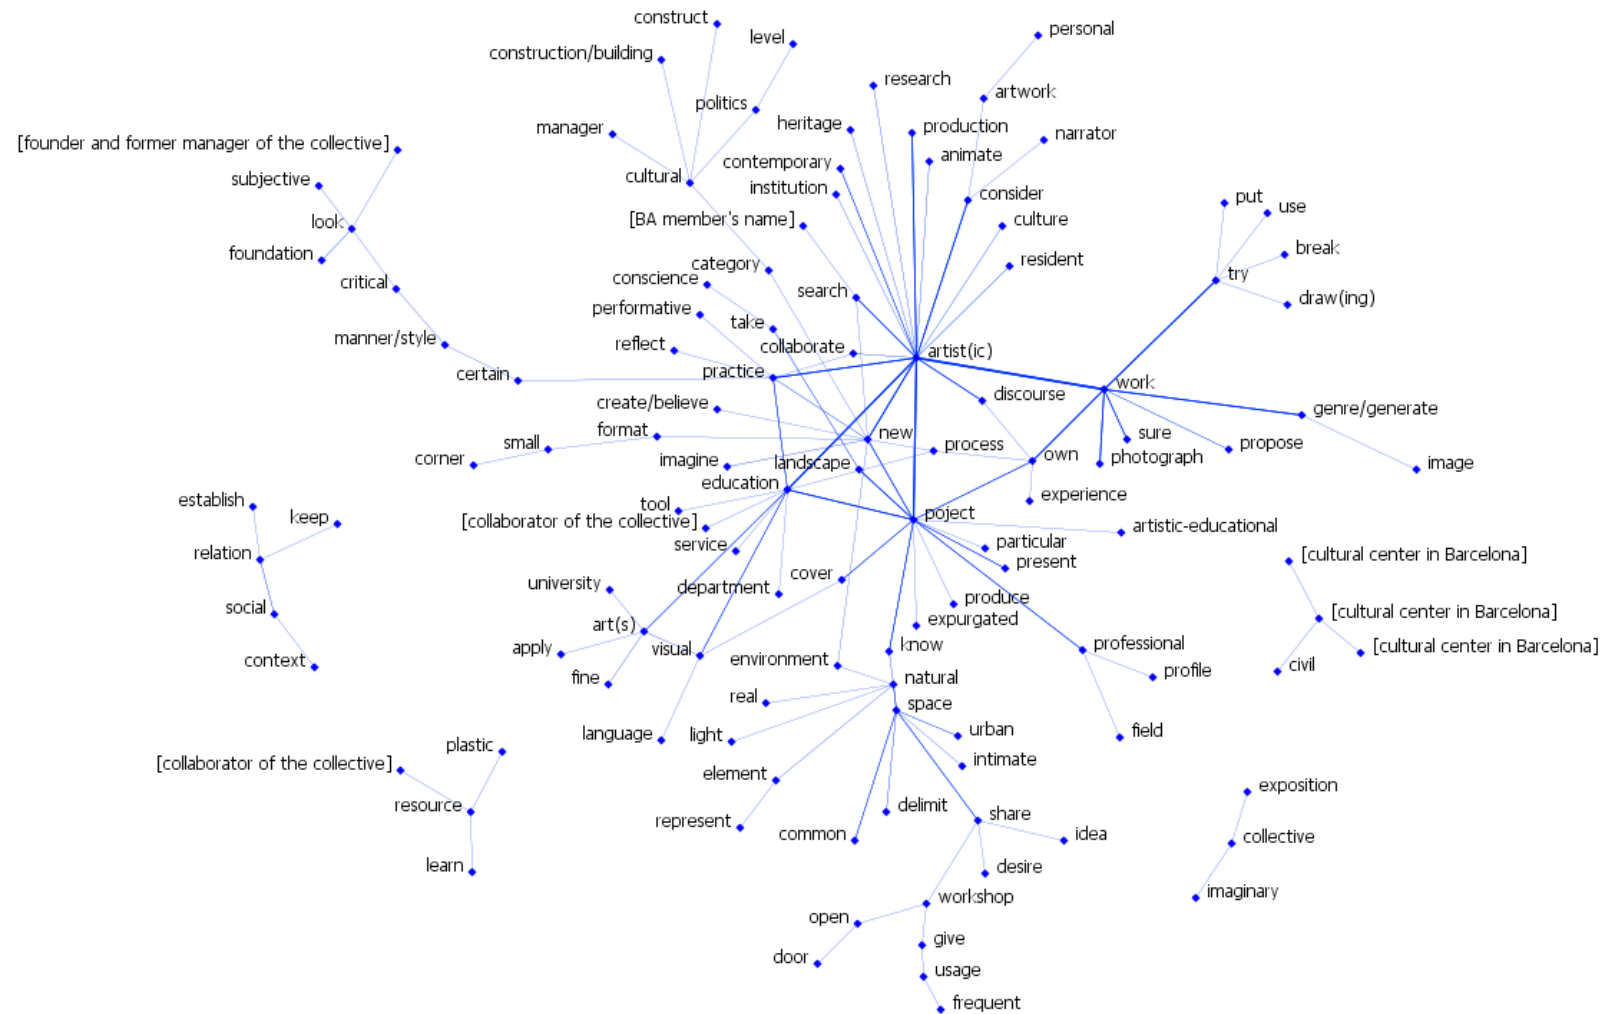 construct
personal
level
construction/building
research
artwork
politics
heritage
production
manager
narrator
[founder and former manager of the collective]
animate
contemporary
cultural
subjective
institution
consider
put
use
look
[BA member's name]
culture
break
foundation
category
resident
try
conscience
critical
search
draw(ing)
performative
take
manner/style
reflect
collaborate
artist(ic)
certain
practice
work
discourse
create/believe
genre/generate
format
new
sure
small
process
propose
corner
imagine
landscape
own
photograph
image
education
experience
establish
tool
keep
[collaborator of the collective]
poject
artistic-educational
service
particular
relation
present
[cultural center in Barcelona]
cover
university
department
produce
social
[cultural center in Barcelona]
art(s)
expurgated
apply
visual
know
professional
[cultural center in Barcelona]
context
environment
civil
fine
natural
profile
real
space
language
light
urban
field
plastic
intimate
[collaborator of the collective]
element
exposition
resource
delimit
share
represent
common
idea
collective
learn
desire
imaginary
workshop
open
give
door
usage
frequent